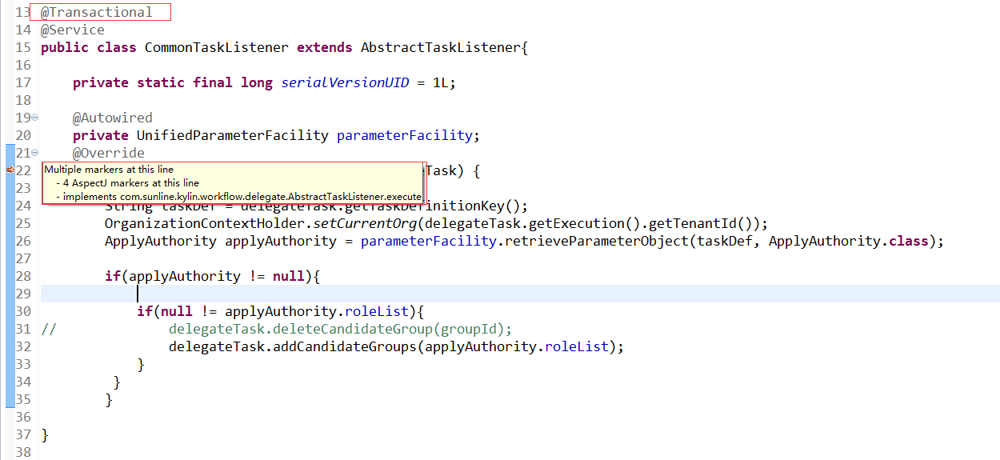 13 @Transactional
14 @Service
15 public class CommonTaskListener extends AbstractTaskListener{
16
17 private static final long serialVersionUID = 1L;
18
19 @Autowired
20 private UnifiedParameterFacility parameterFacility;
21 @Override
22 Task) {
Multiple markers at this line
- 4 AspectJ markers at this line
- implements com.sunline.kylin.workflow.delegate.AbstractTaskListener.execute
23
24 String taskDef = delegateTask.getTaskDefinitionKey();
25 OrganizationContextHolder.setCurrentOrg(delegateTask.getExecution().getTenantId());
26 ApplyAuthority applyAuthority = parameterFacility.retrieveParameterObject(taskDef, ApplyAuthority.class);
27
28 if(applyAuthority != null){
29
30 if(null != applyAuthority.roleList){
31 // delegateTask.deleteCandidateGroup(groupId);
32 delegateTask.addCandidateGroups(applyAuthority.roleList);
33 }
34 }
35 }
36
37 }
38